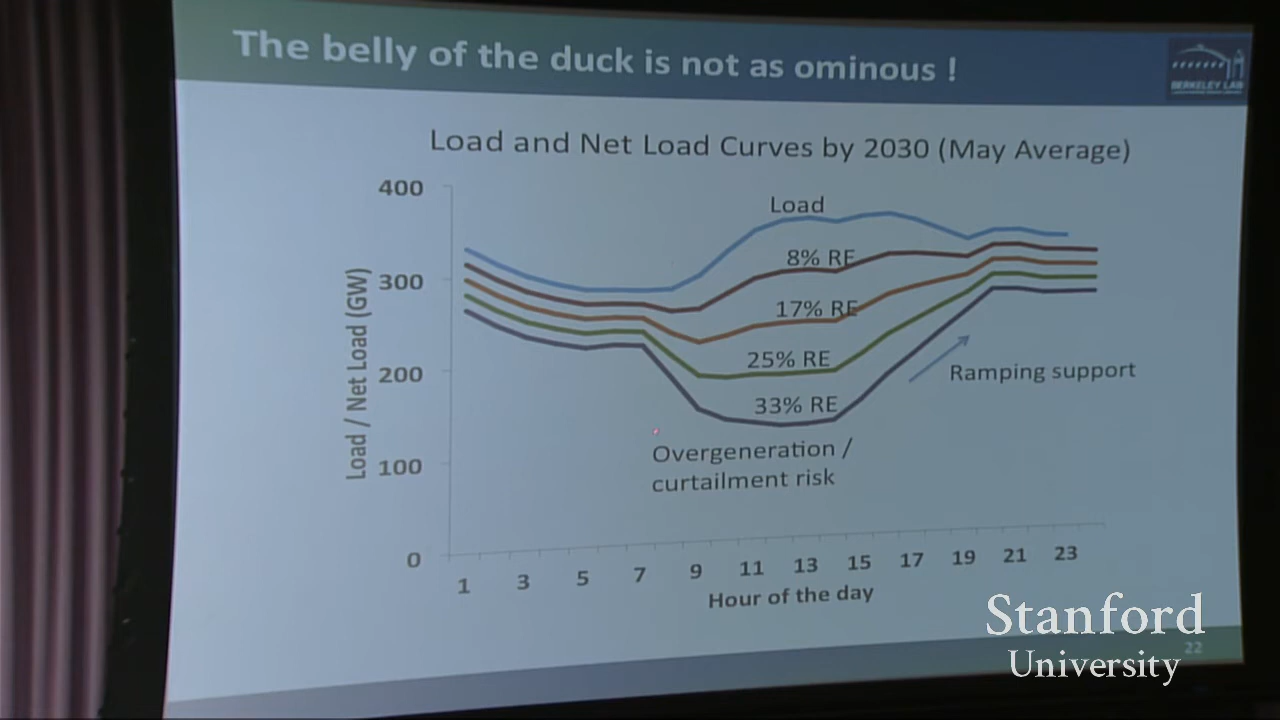 The belly of the duck is not as ominous !
BERKELEY LAB
Load and Net Load Curves by 2030 (May Average)
Load / Net Load (GW)
400
300
200
100
0
Load
8% RE
17% RE
25% RE
33% RE
Ramping support
Overgeneration /
curtailment risk
1 3 5 7 9 11 13 15 17 19 21 23
Hour of the day
Stanford
University
22